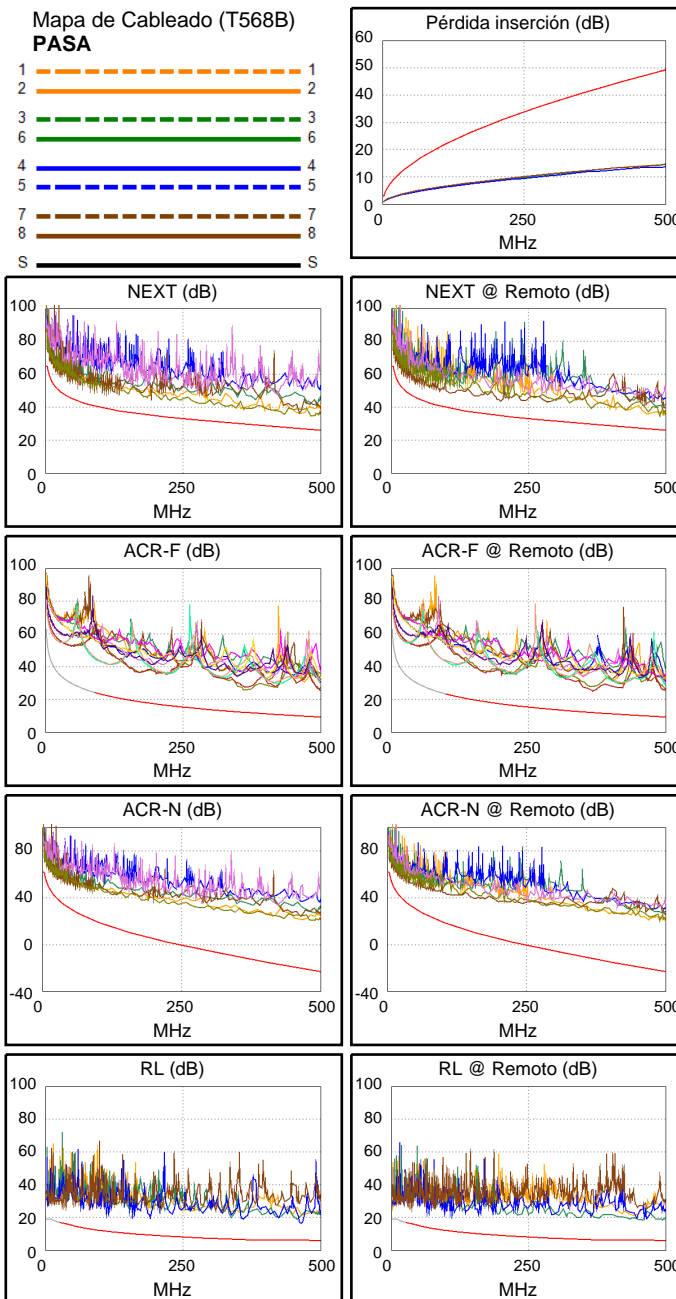 Mapa de Cableado (T568B)
PASA
1 1
2 2
3 3
6 6
4 4
5 5
7 7
8 8
S S
Pérdida inserción (dB)
60
50
40
30
20
10
0
0 250 500
MHz
NEXT (dB)
100
80
60
40
20
0
0 250 500
MHz
NEXT @ Remoto (dB)
100
80
60
40
20
0
0 250 500
MHz
ACR-F (dB)
100
80
60
40
20
0
0 250 500
MHz
ACR-F @ Remoto (dB)
100
80
60
40
20
0
0 250 500
MHz
ACR-N (dB)
80
40
0
-40
0 250 500
MHz
ACR-N @ Remoto (dB)
80
40
0
-40
0 250 500
MHz
RL (dB)
100
80
60
40
20
0
0 250 500
MHz
RL @ Remoto (dB)
100
80
60
40
20
0
0 250 500
MHz